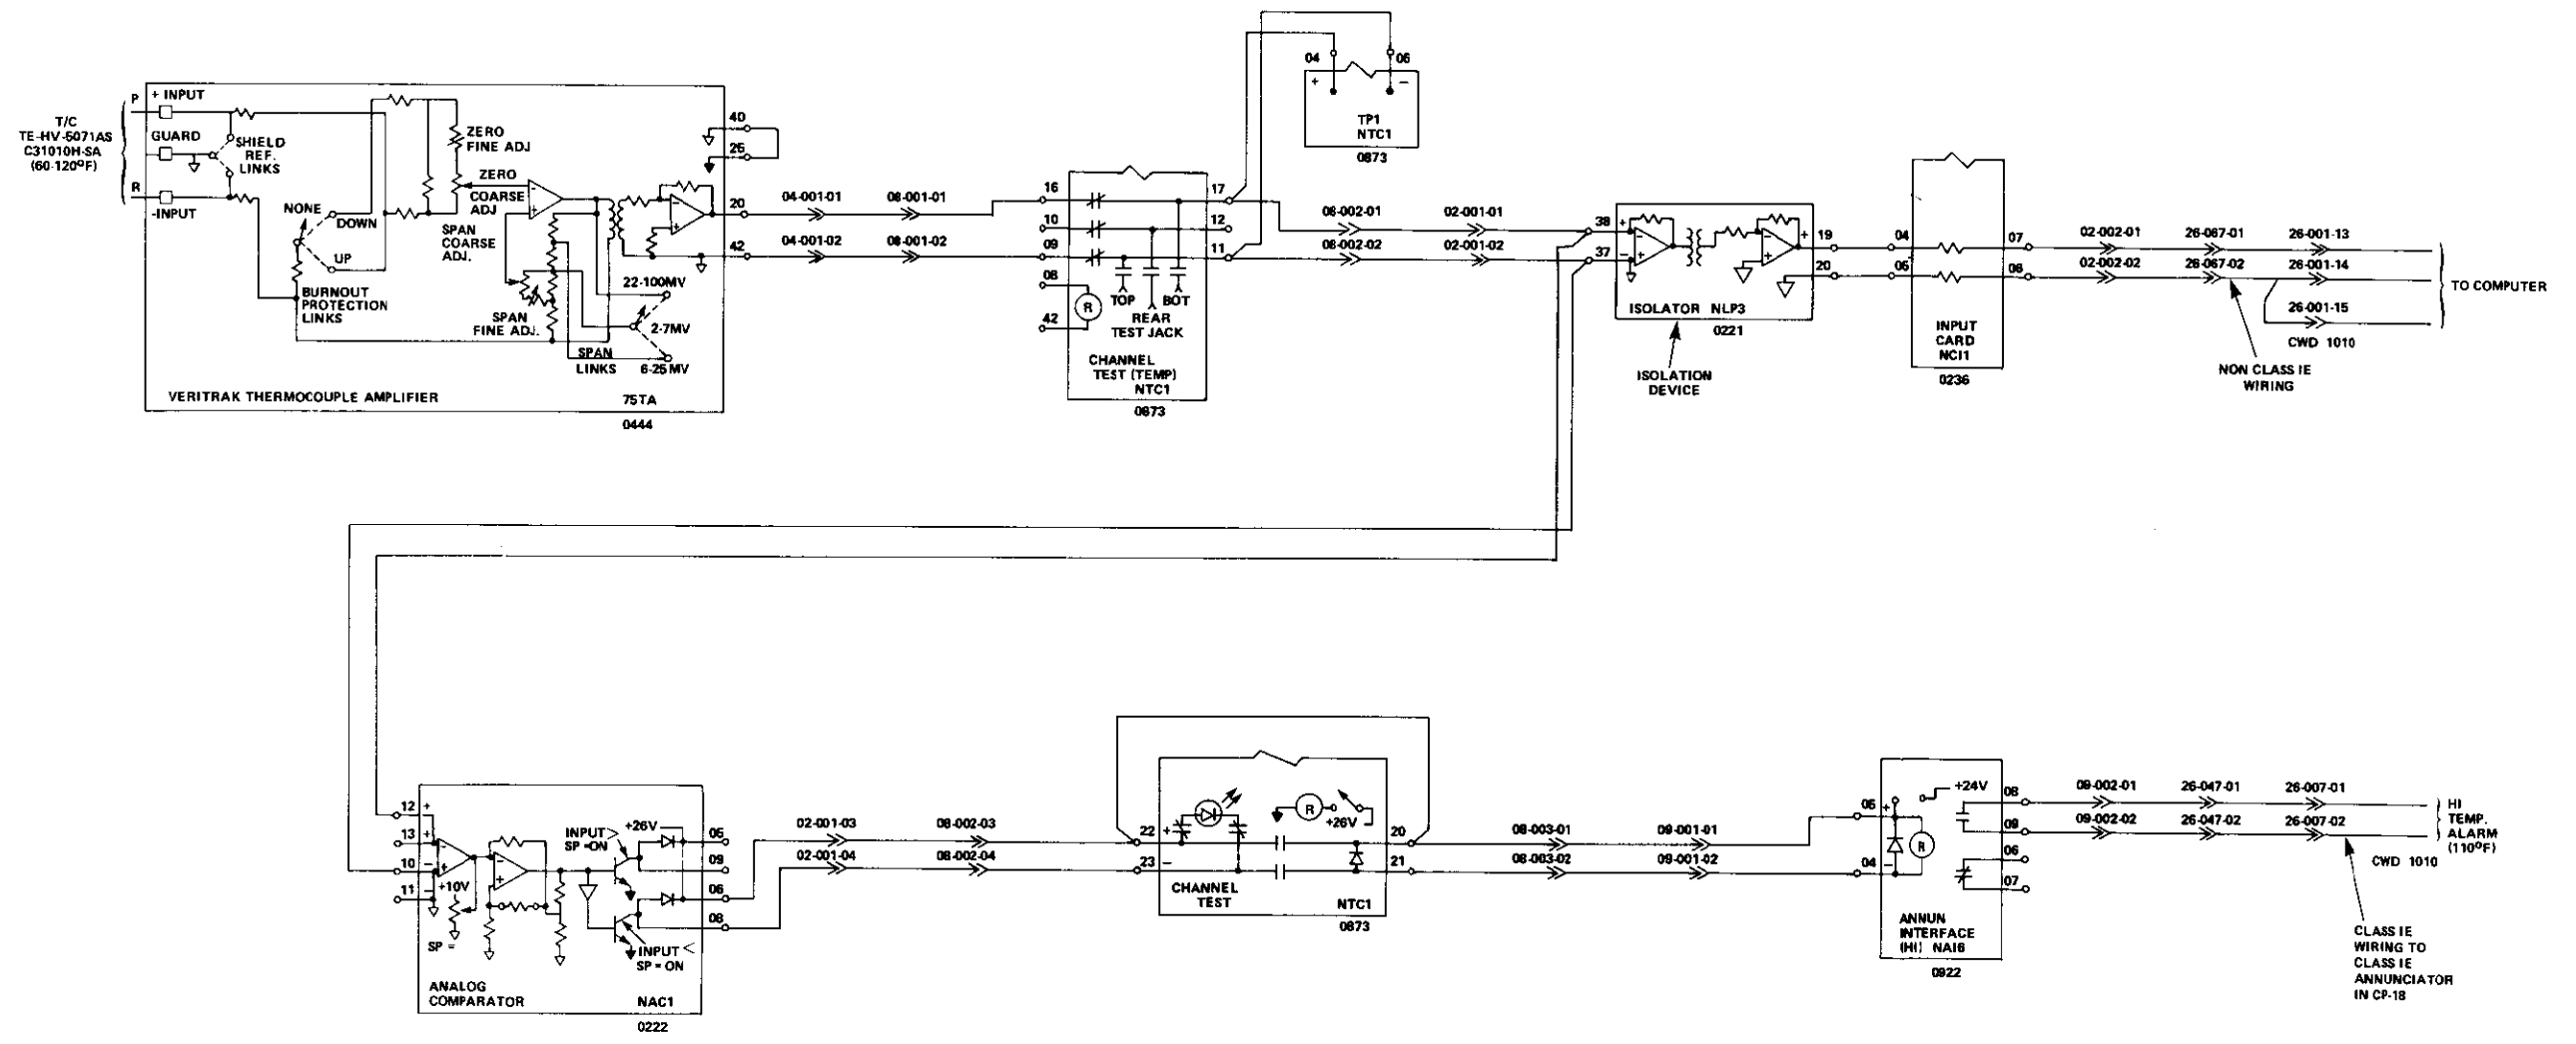 T/C
TE-HV-5071AS
C31010H-SA
(60-120°F)
P
R
+ INPUT
GUARD
-INPUT
SHIELD
REF.
LINKS
NONE
DOWN
UP
BURNOUT
PROTECTION
LINKS
ZERO
FINE ADJ
ZERO
COARSE
ADJ
SPAN
COARSE
ADJ.
SPAN
FINE ADJ.
SPAN
LINKS
22-100MV
2-7MV
6-25MV
-
+
-
+
VERITRAK THERMOCOUPLE AMPLIFIER
75TA
0444
40
25
20
42
04-001-01
08-001-01
04-001-02
08-001-02
16
10
09
08
42
17
12
11
R
TOP
BOT
REAR
TEST JACK
CHANNEL
TEST (TEMP)
NTC1
0873
04
06
+
-
TP1
NTC1
0873
08-002-01
02-001-01
08-002-02
02-001-02
38
37
+
-
-
+
-
+
+
19
20
ISOLATOR NLP3
0221
ISOLATION
DEVICE
04
05
07
08
INPUT
CARD
NCI1
0236
02-002-01
26-067-01
26-001-13
02-002-02
26-067-02
26-001-14
26-001-15
CWD 1010
TO COMPUTER
NON CLASS IE
WIRING
12
13
10
11
+
+
-
-
-
+
-
+
+10V
SP =
INPUT >
SP = ON
+26V
INPUT <
SP = ON
05
09
06
08
ANALOG
COMPARATOR
NAC1
0222
02-001-03
08-002-03
02-001-04
08-002-04
22
23
+
-
R
+26V
20
21
CHANNEL
TEST
NTC1
0873
08-003-01
09-001-01
08-003-02
09-001-02
05
04
+
-
R
+24V
08
09
06
07
ANNUN
INTERFACE
(HI) NAI6
0922
09-002-01
26-047-01
26-007-01
09-002-02
26-047-02
26-007-02
HI
TEMP.
ALARM
(110°F)
CWD 1010
CLASS IE
WIRING TO
CLASS IE
ANNUNCIATOR
IN CP-18